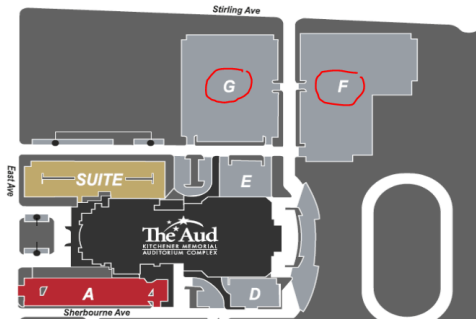 Stirling Ave
G
F
East Ave
SUITE
E
The Aud
KITCHENER MEMORIAL
AUDITORIUM COMPLEX
A
D
Sherbourne Ave